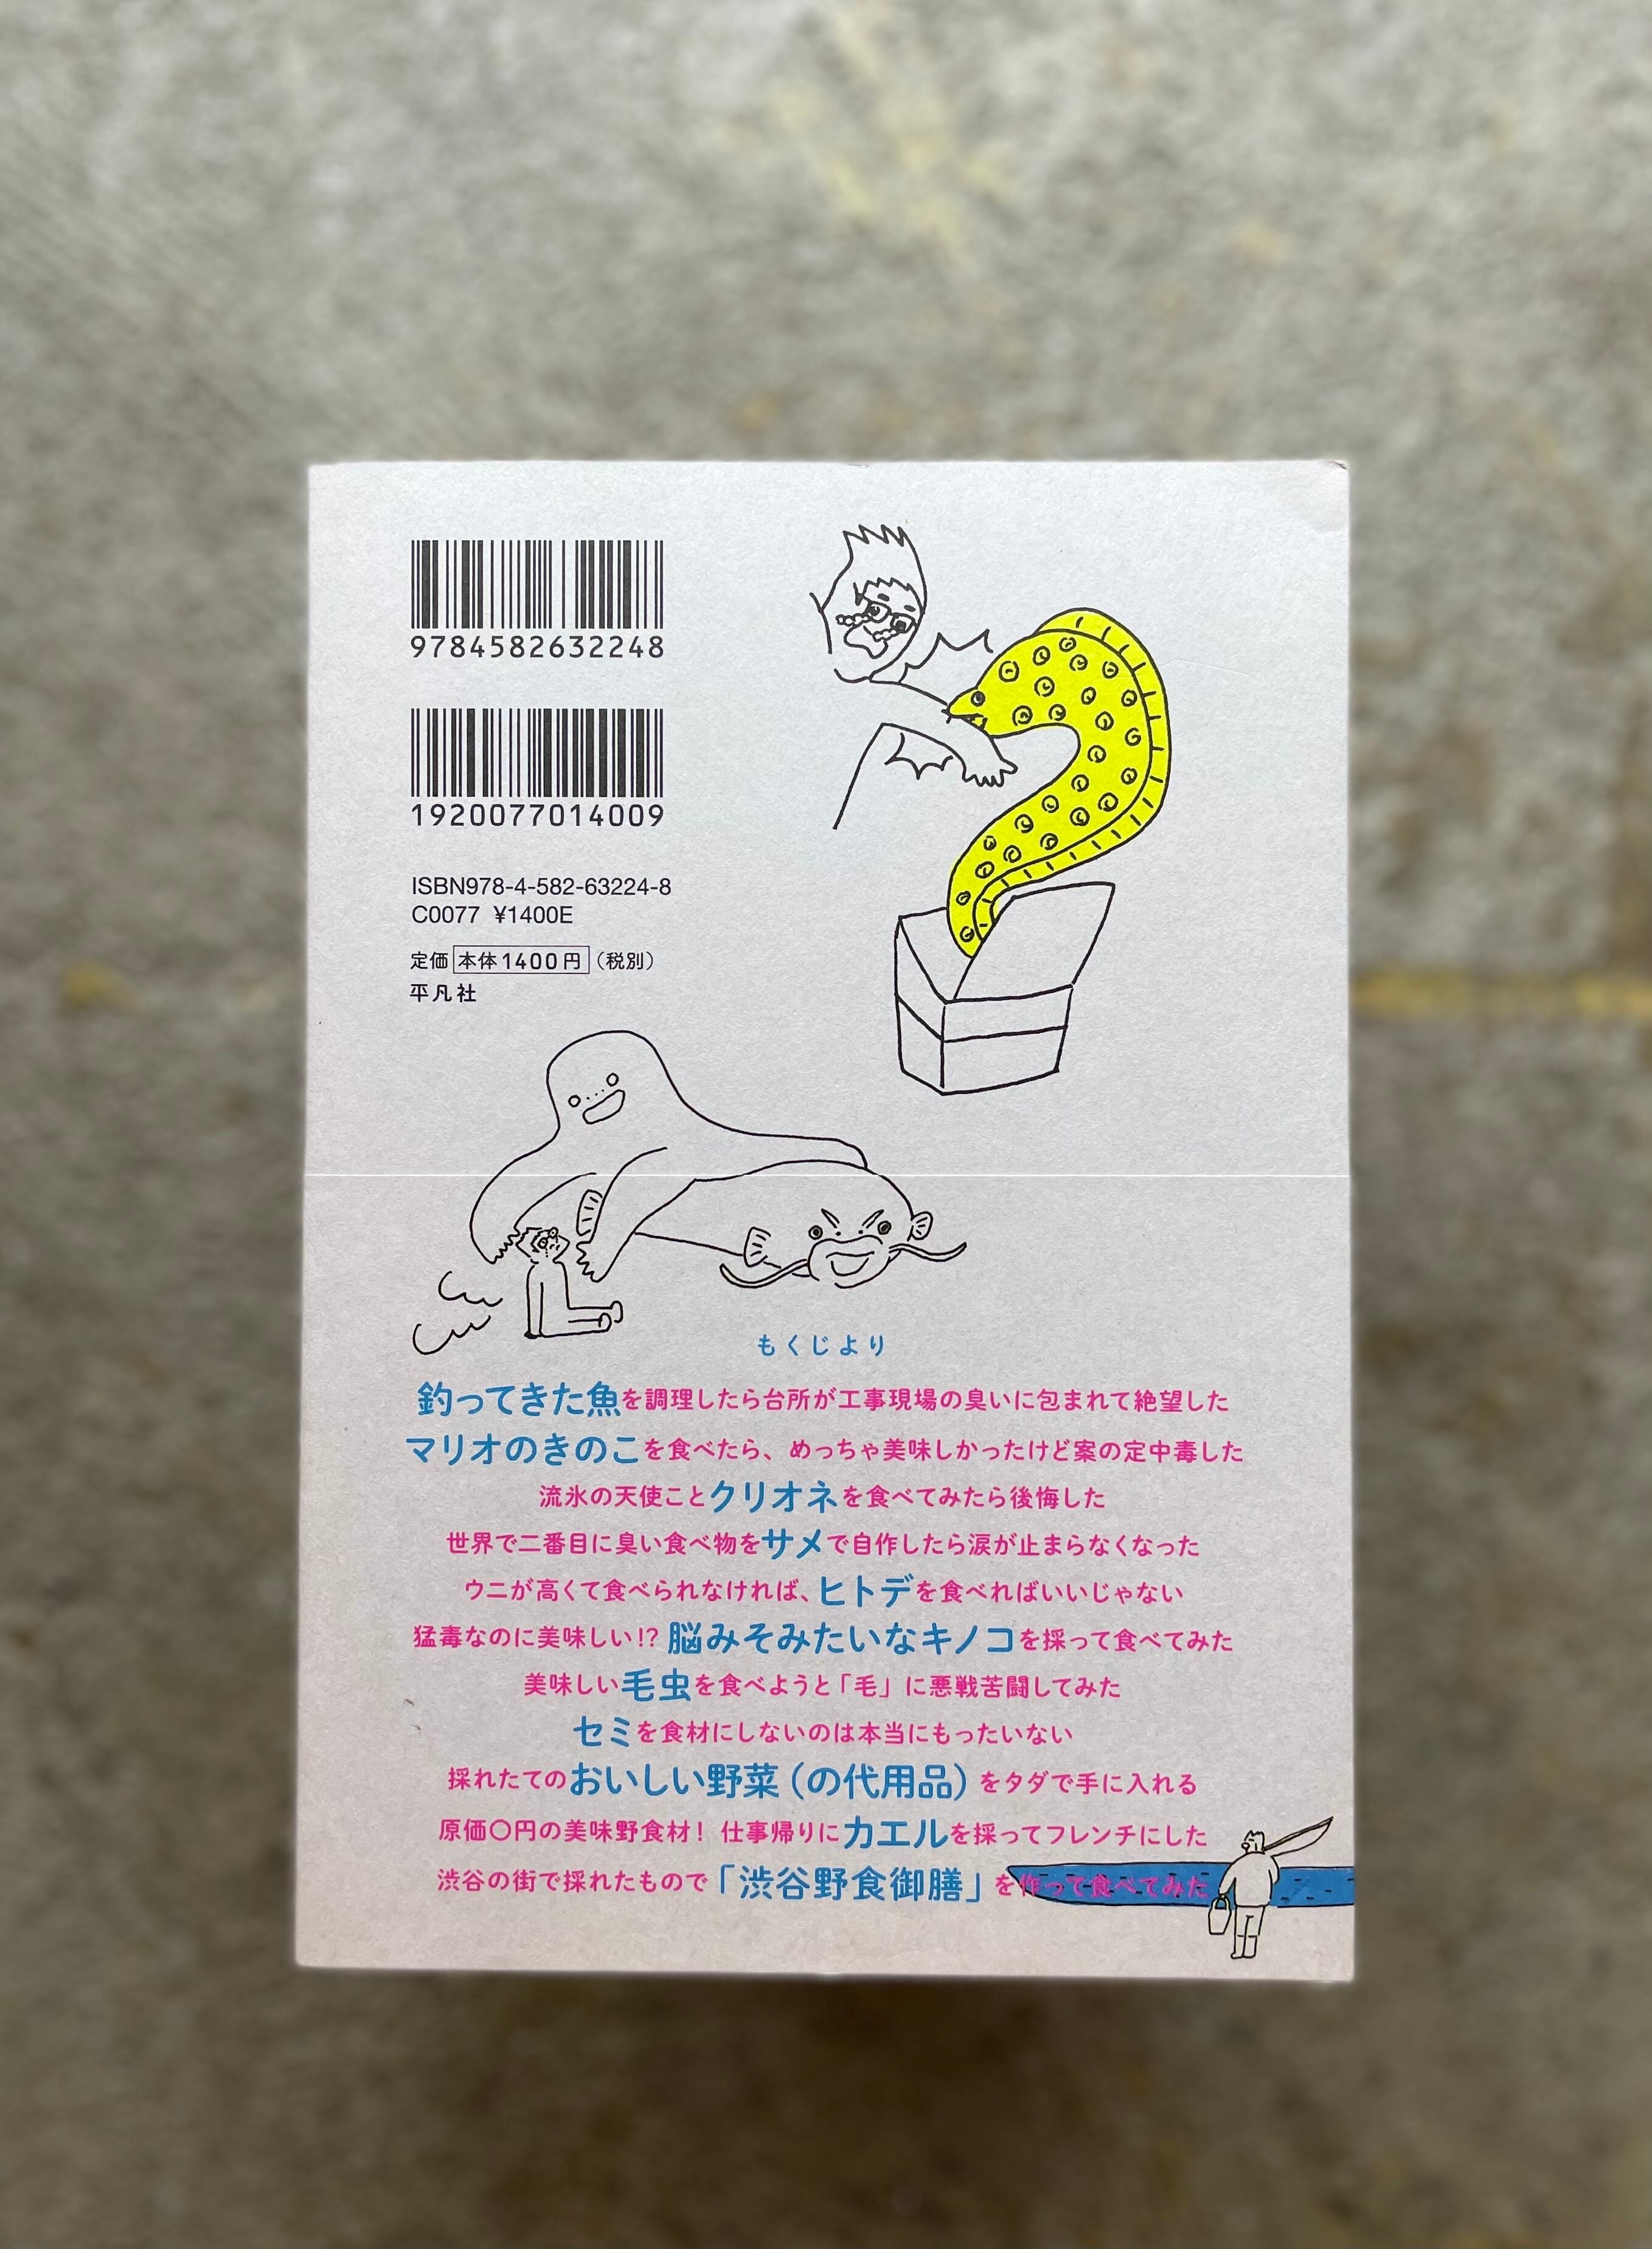 9784582632248
1920077014009
ISBN978-4-582-63224-8
C0077 ¥1400E
定価 本体1400円（税別）
平凡社
もくじより
釣ってきた魚を調理したら台所が工事現場の臭いに包まれて絶望した
マリオのきのこを食べたら、めっちゃ美味しかったけど案の定中毒した
流氷の天使ことクリオネを食べてみたら後悔した
世界で二番目に臭い食べ物をサメで自作したら涙が止まらなくなった
ウニが高くて食べられなければ、ヒトデを食べればいいじゃない
猛毒なのに美味しい!? 脳みそみたいなキノコを採って食べてみた
美味しい毛虫を食べようと「毛」に悪戦苦闘してみた
セミを食材にしないのは本当にもったいない
採れたてのおいしい野菜（の代用品）をタダで手に入れる
原価〇円の美味野食材！ 仕事帰りにカエルを採ってフレンチにした
渋谷の街で採れたもので「渋谷野食御膳」を作って食べてみた